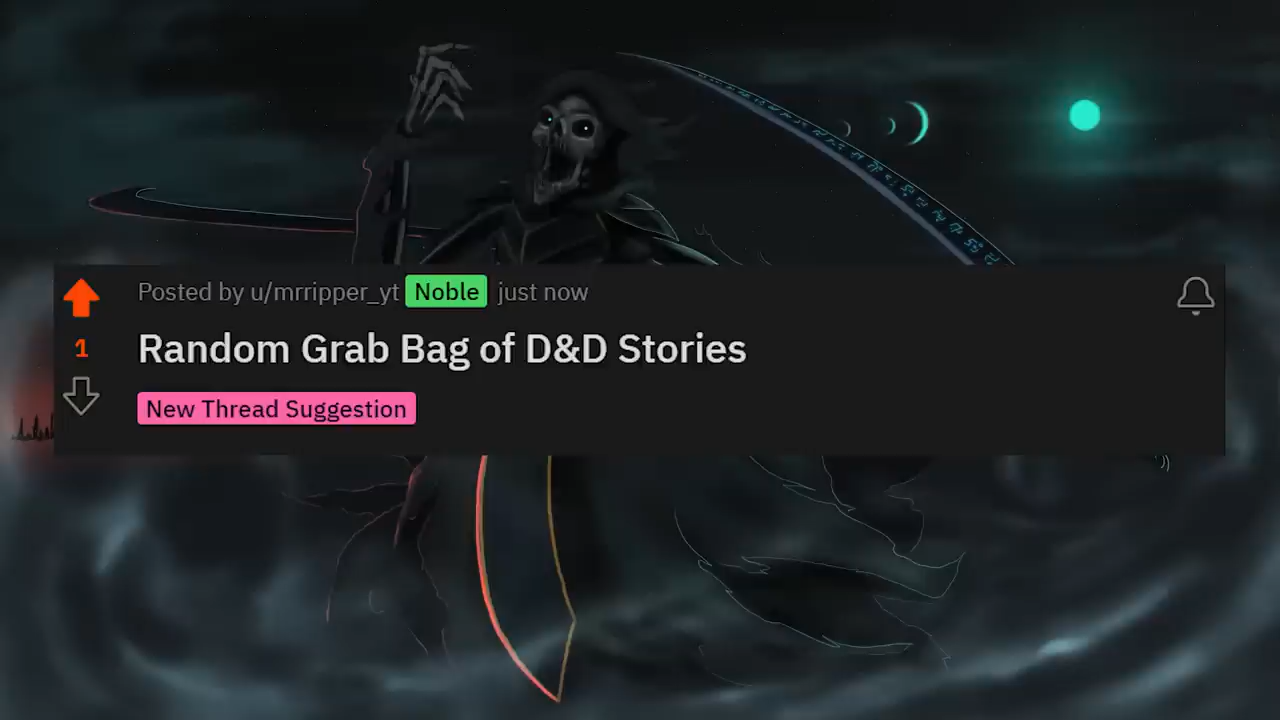 Posted by u/mrripper_yt Noble just now
1
Random Grab Bag of D&D Stories
New Thread Suggestion